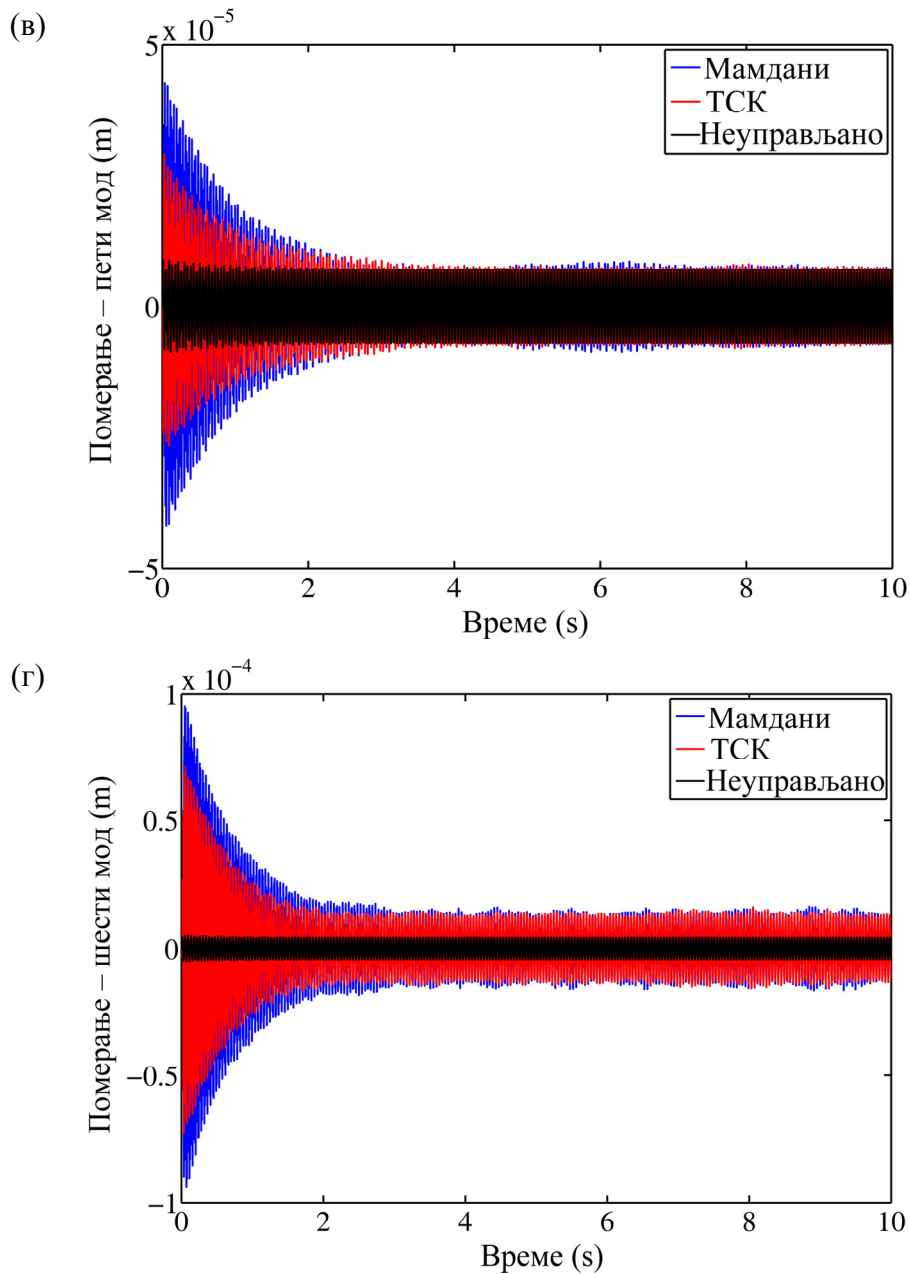 (в)
5 x 10⁻⁵
Мамдани
ТСК
Неуправљано
Померање – пети мод (m)
0
−5
0 2 4 6 8 10
Време (s)
(г)
1 x 10⁻⁴
Мамдани
ТСК
Неуправљано
Померање – шести мод (m)
0.5
0
−0.5
−1
0 2 4 6 8 10
Време (s)